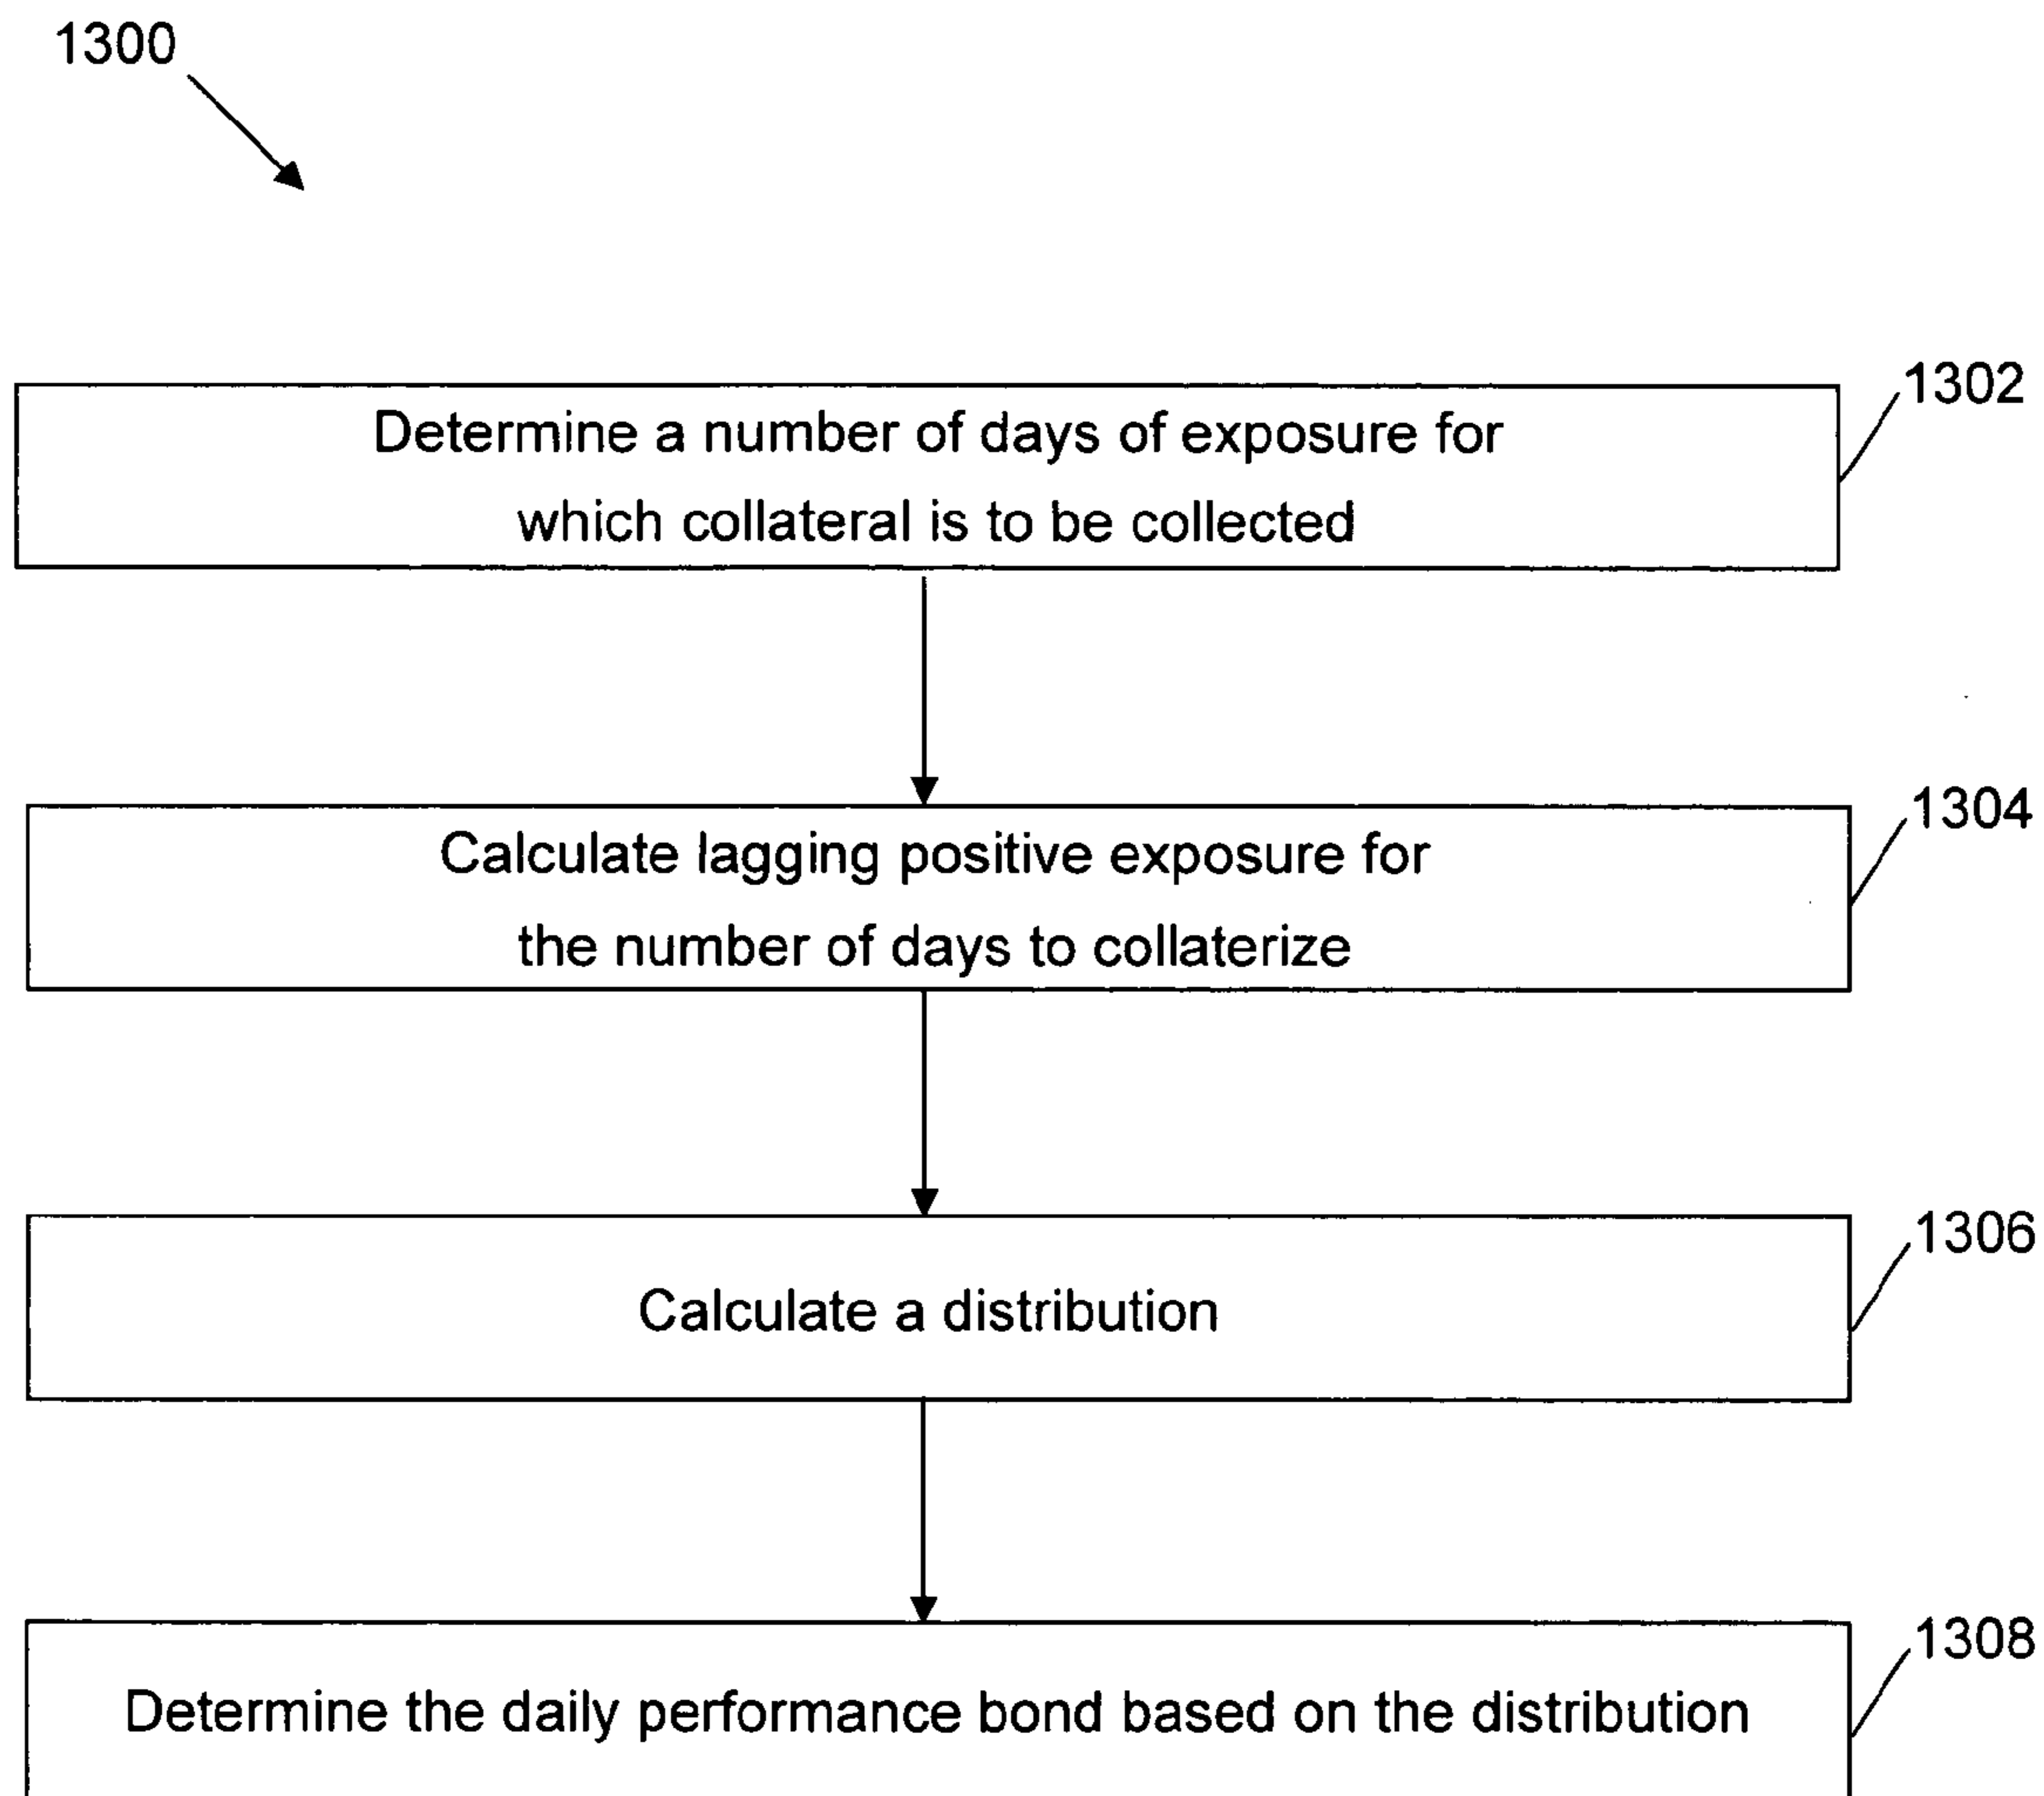 1300
1302
Determine a number of days of exposure for
which collateral is to be collected
1304
Calculate lagging positive exposure for
the number of days to collaterize
1306
Calculate a distribution
1308
Determine the daily performance bond based on the distribution